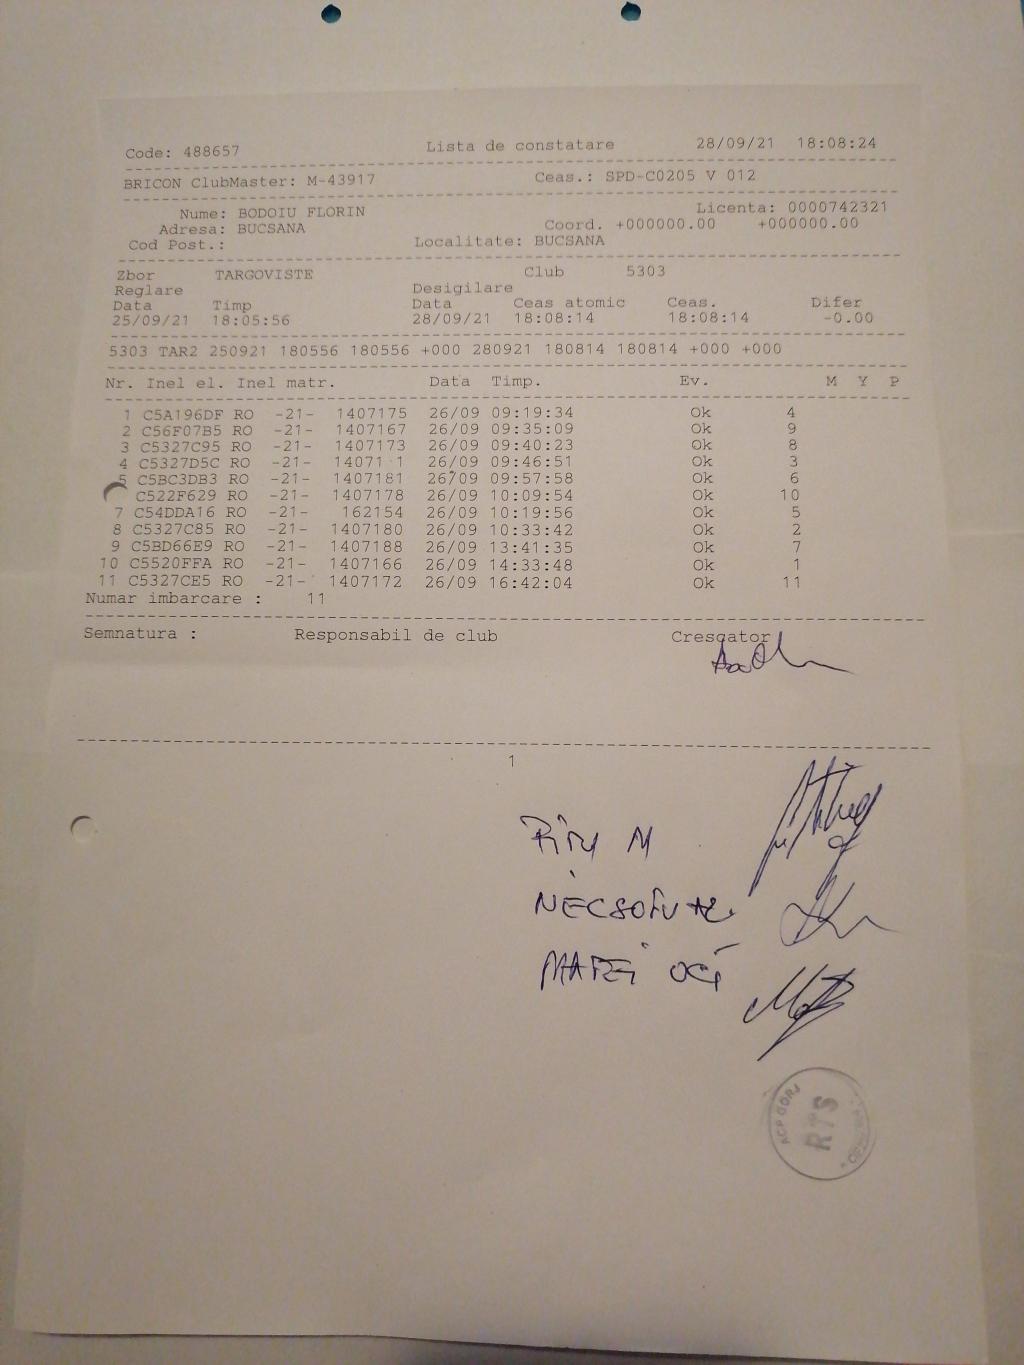 Code: 488657 Lista de constatare 28/09/21 18:08:24
BRICON ClubMaster: M-43917 Ceas.: SPD-C0205 V 012
Nume: BODOIU FLORIN Licenta: 0000742321
Adresa: BUCSANA Coord. +000000.00 +000000.00
Cod Post.: Localitate: BUCSANA
Zbor TARGOVISTE Club 5303
Reglare Desigilare
Data Timp Data Ceas atomic Ceas. Difer
25/09/21 18:05:56 28/09/21 18:08:14 18:08:14 -0.00
5303 TAR2 250921 180556 180556 +000 280921 180814 180814 +000 +000
Nr. Inel el. Inel matr. Data Timp. Ev. M Y P
1 C5A196DF RO -21- 1407175 26/09 09:19:34 Ok 4
2 C56F07B5 RO -21- 1407167 26/09 09:35:09 Ok 9
3 C5327C95 RO -21- 1407173 26/09 09:40:23 Ok 8
4 C5327D5C RO -21- 26/09 09:46:51 Ok 3
5 C5BC3DB3 RO -21- 1407181 26/09 09:57:58 Ok 6
C522F629 RO -21- 1407178 26/09 10:09:54 Ok 10
7 C54DDA16 RO -21- 162154 26/09 10:19:56 Ok 5
8 C5327C85 RO -21- 1407180 26/09 10:33:42 Ok 2
9 C5BD66E9 RO -21- 1407188 26/09 13:41:35 Ok 7
10 C5520FFA RO -21- 1407166 26/09 14:33:48 Ok 1
11 C5327CE5 RO -21- 1407172 26/09 16:42:04 Ok 11
Numar imbarcare : 11
Semnatura : Responsabil de club Crescator
1
M
MATEI
ACP GORJ
RTS